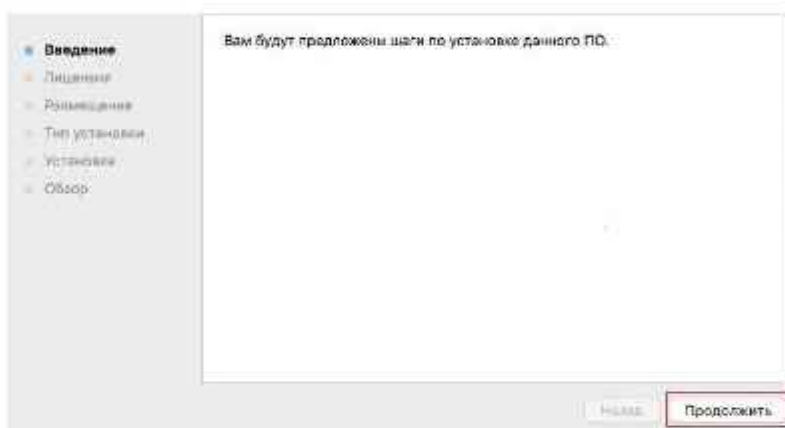 Введение
Лицензия
Размещение
Тип установки
Установка
Обзор
Вам будут предложены шаги по установке данного ПО.
Назад
Продолжить